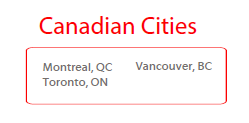 Canadian Cities
Montreal, QC
Toronto, ON
Vancouver, BC